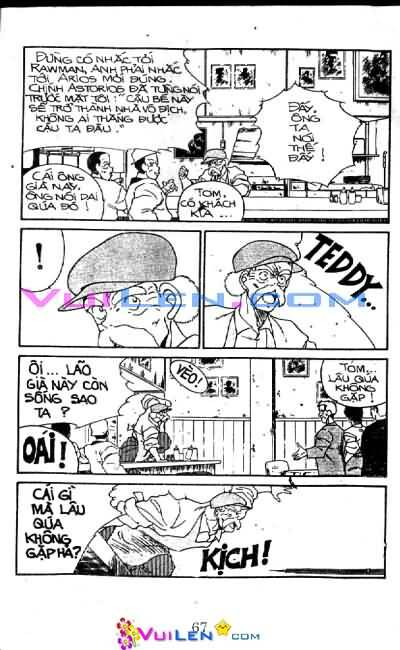 ĐỪNG CÓ NHẮC TỚI
RAWMAN, ANH PHẢI NHẮC
TỚI ARIOS MỚI ĐÚNG.
CHÍNH ASTORIOS ĐÃ TỪNG NÓI
TRƯỚC MẶT TÔI: "CẬU BÉ NÀY
SẼ TRỞ THÀNH NHÀ VÔ ĐỊCH,
KHÔNG AI THẮNG ĐƯỢC
CẬU TA ĐÂU."
ĐẤY,
ÔNG
TA
NÓI
THẾ
ĐẤY!
CÁI ÔNG
GIÀ NÀY,
ÔNG NÓI DAI
QÚA ĐÓ!
TOM,
CÓ KHÁCH
KÌA...
!
TEDDY...
VUILEN.COM
ÔI... LÃO
GIÀ NÀY CÒN
SỐNG SAO
TA?
VÈO!
TOM,
LÂU QÚA
KHÔNG
GẶP!
OÁI!
CÁI GÌ
MÀ LÂU
QÚA
KHÔNG
GẶP HẢ?
KỊCH!
67
VUILEN.COM